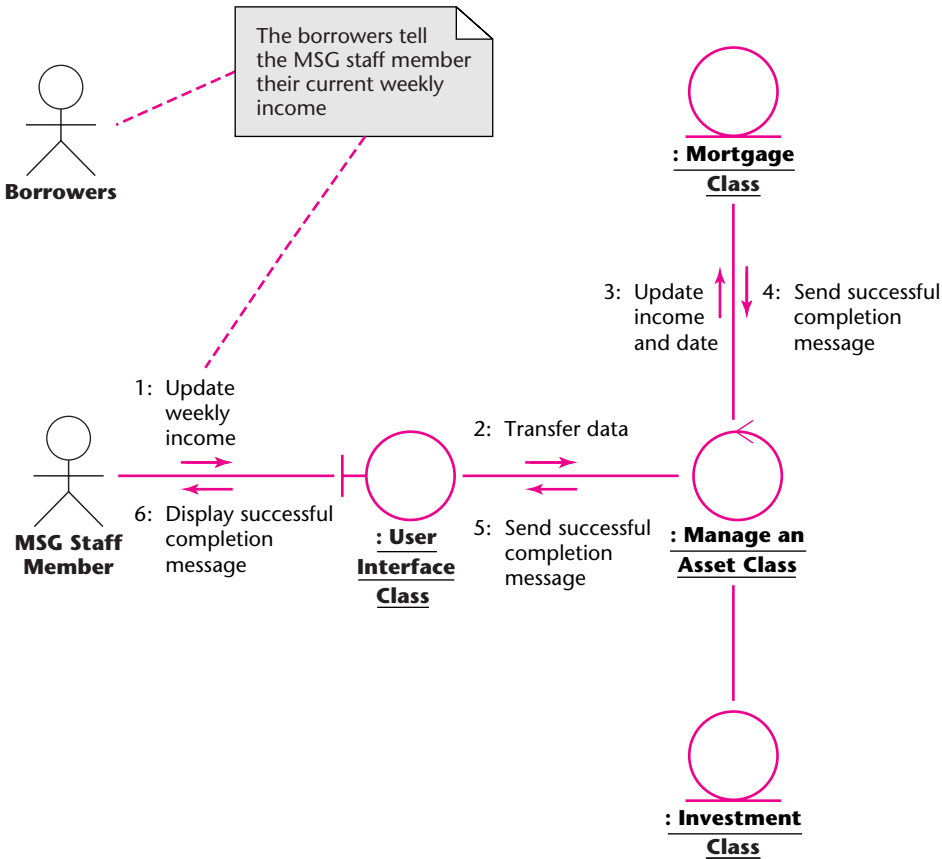 The borrowers tell
the MSG staff member
their current weekly
income
Borrowers
: Mortgage
Class
3: Update
income
and date
4: Send successful
completion
message
1: Update
weekly
income
2: Transfer data
MSG Staff
Member
6: Display successful
completion
message
: User
Interface
Class
5: Send successful
completion
message
: Manage an
Asset Class
: Investment
Class